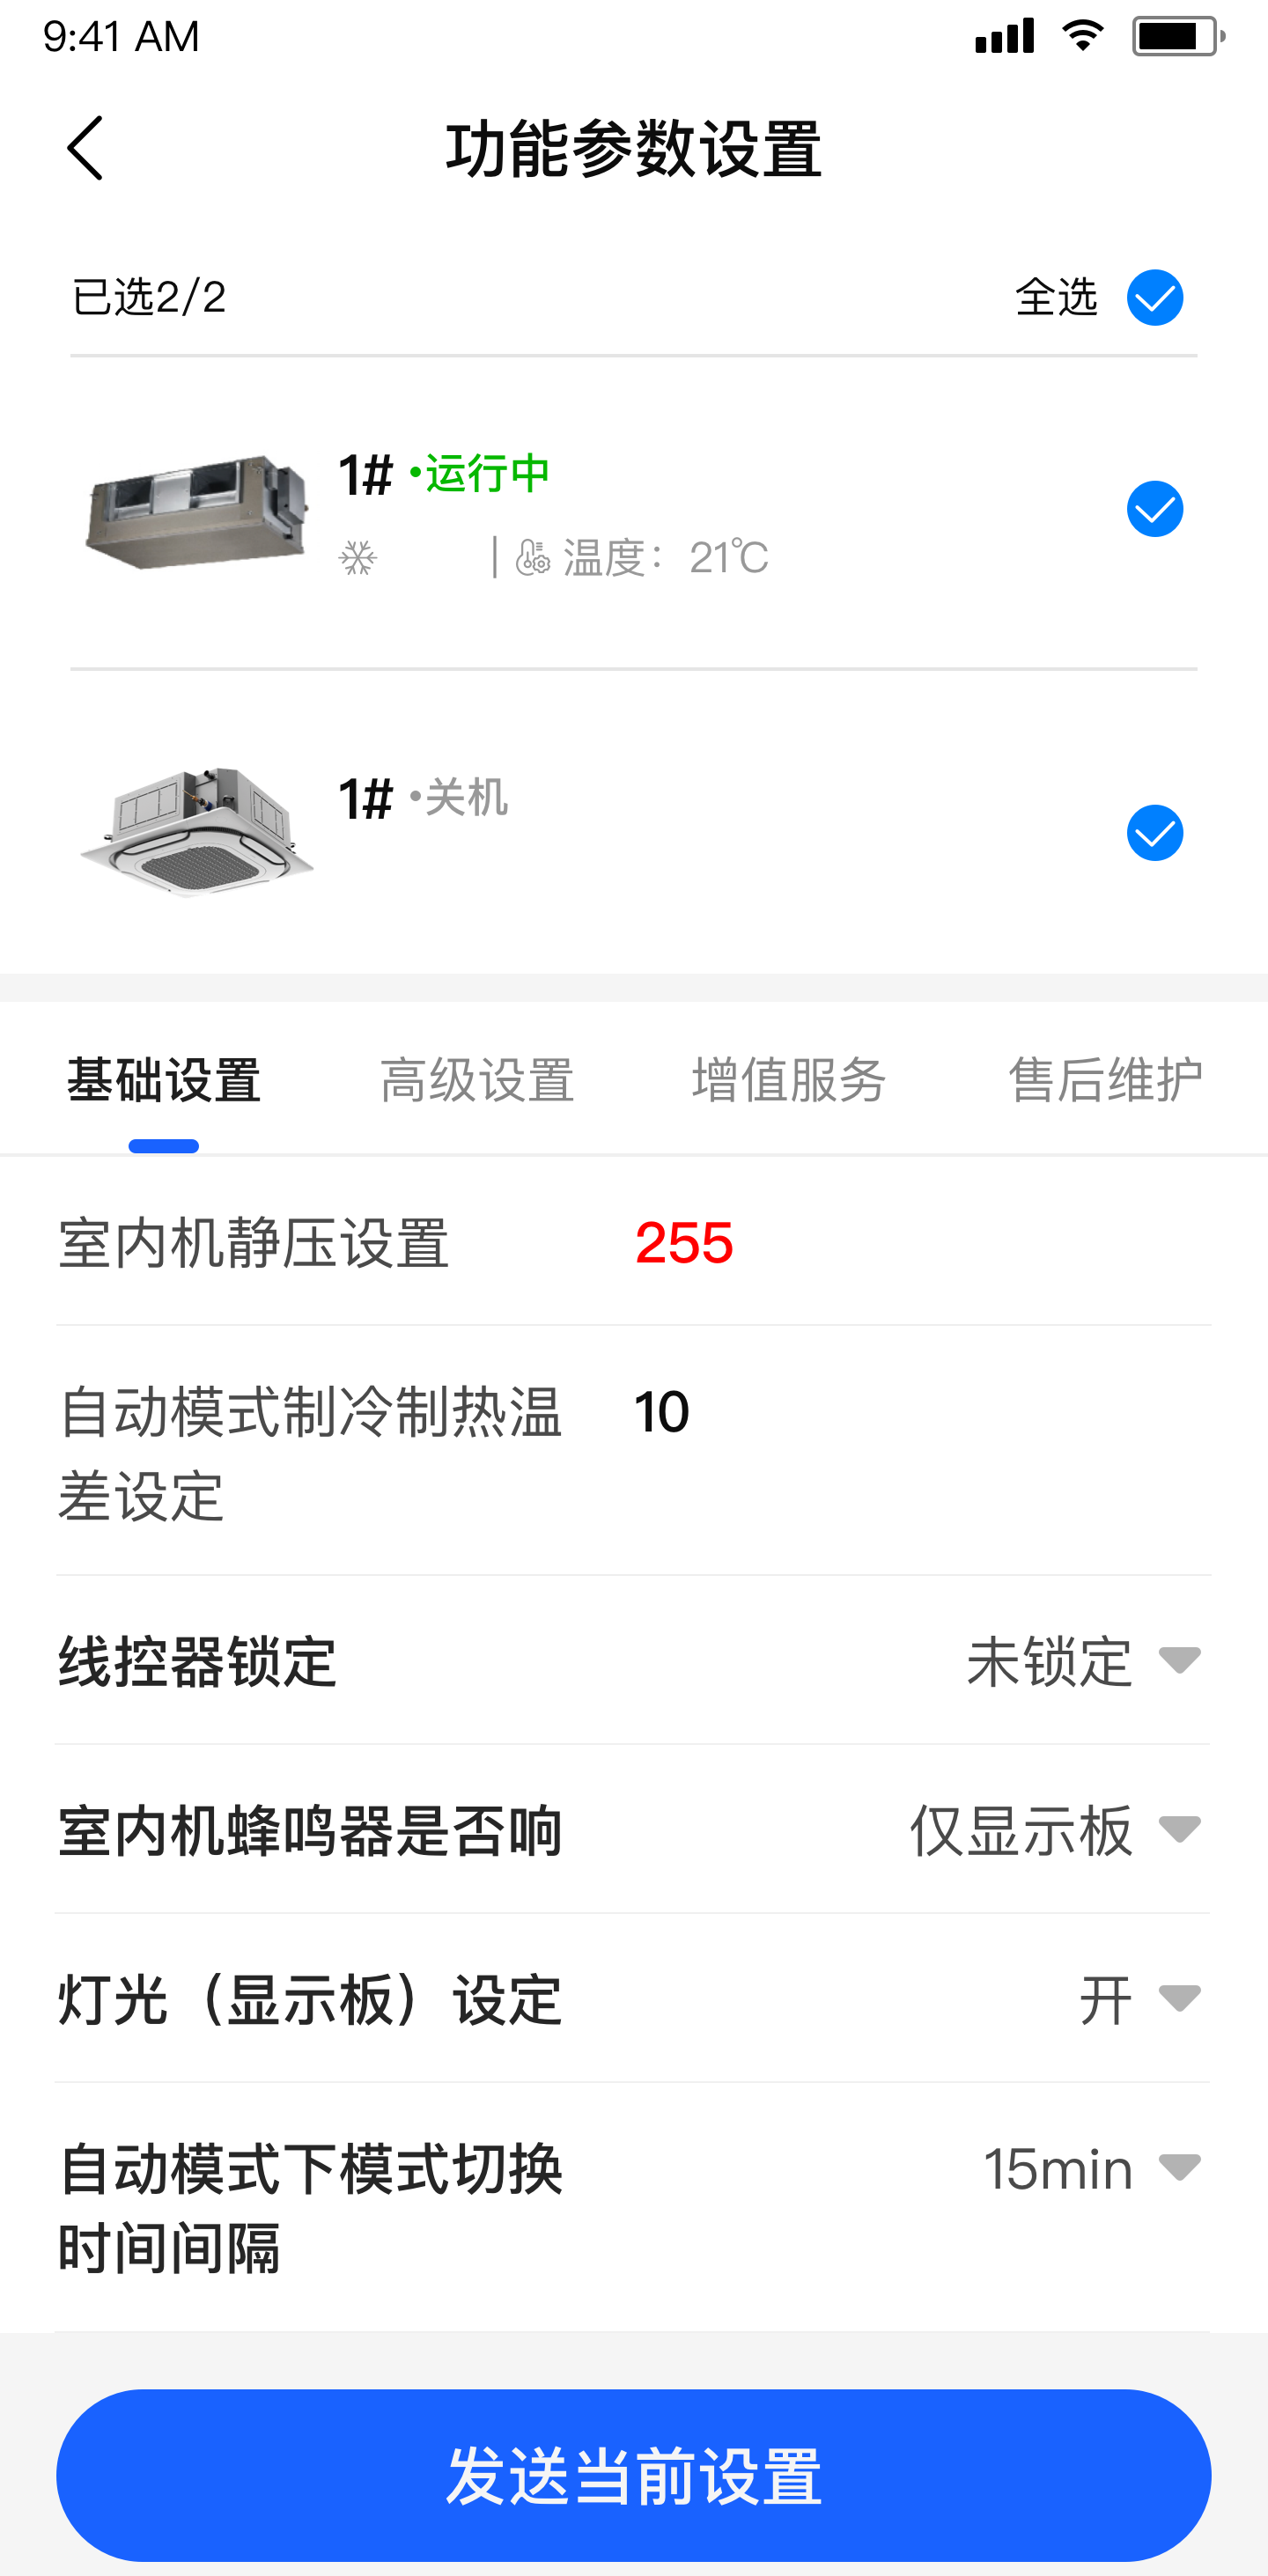 9:41 AM
功能参数设置
已选2/2
全选
1# •运行中
温度：21℃
1# •关机
基础设置
高级设置
增值服务
售后维护
室内机静压设置
255
自动模式制冷制热温
差设定
10
线控器锁定
未锁定
室内机蜂鸣器是否响
仅显示板
灯光（显示板）设定
开
自动模式下模式切换
时间间隔
15min
发送当前设置